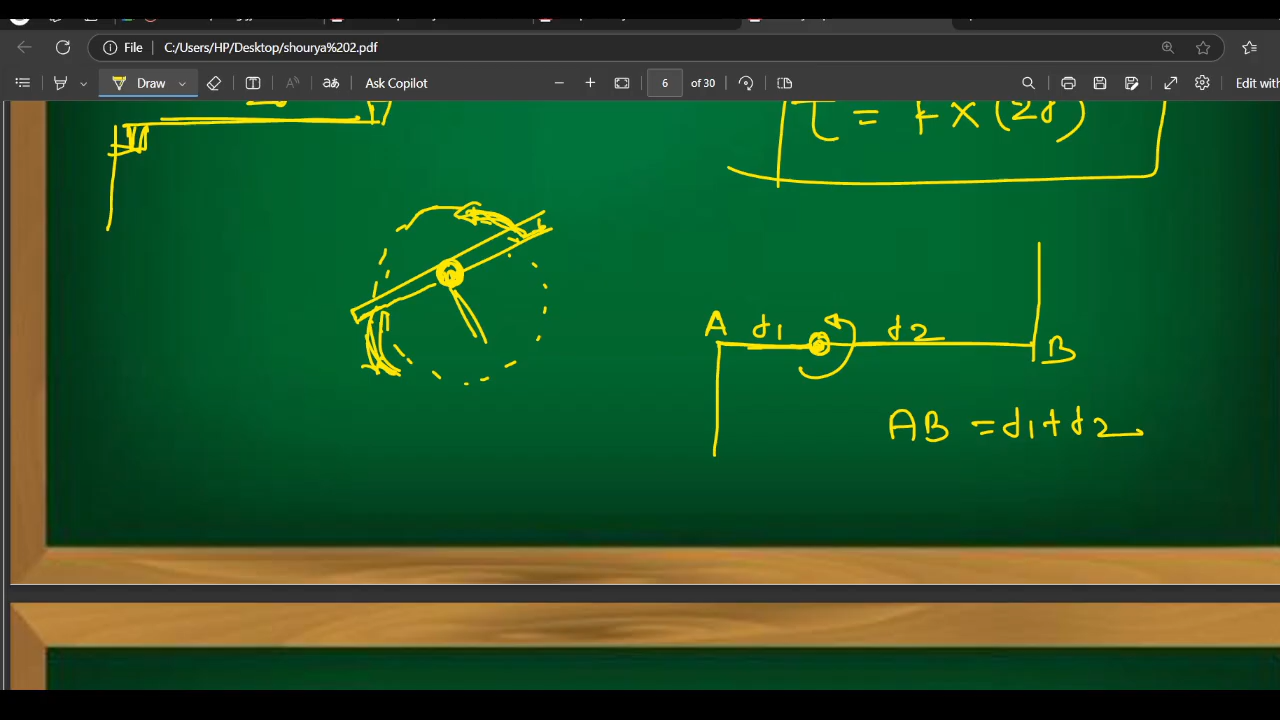 File C:/Users/HP/Desktop/shourya%202.pdf
Draw Ask Copilot 6 of 30 Edit with
τ = F × (2d)
A d1 d2 B
AB = d1 + d2